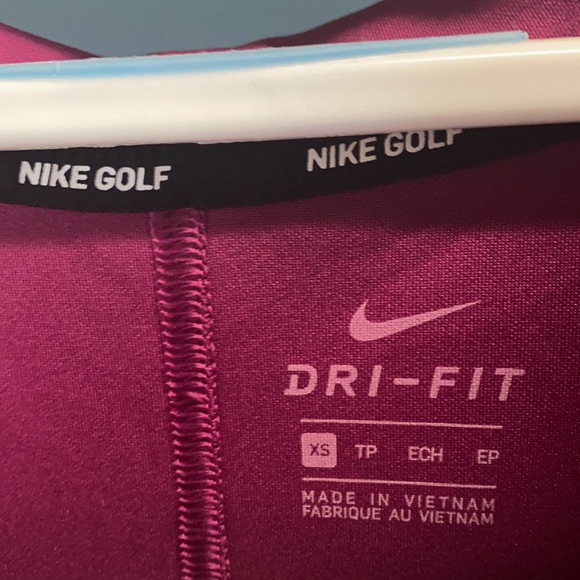 NIKE GOLF NIKE GOLF
DRI-FIT
XS TP ECH EP
MADE IN VIETNAM
FABRIQUE AU VIETNAM